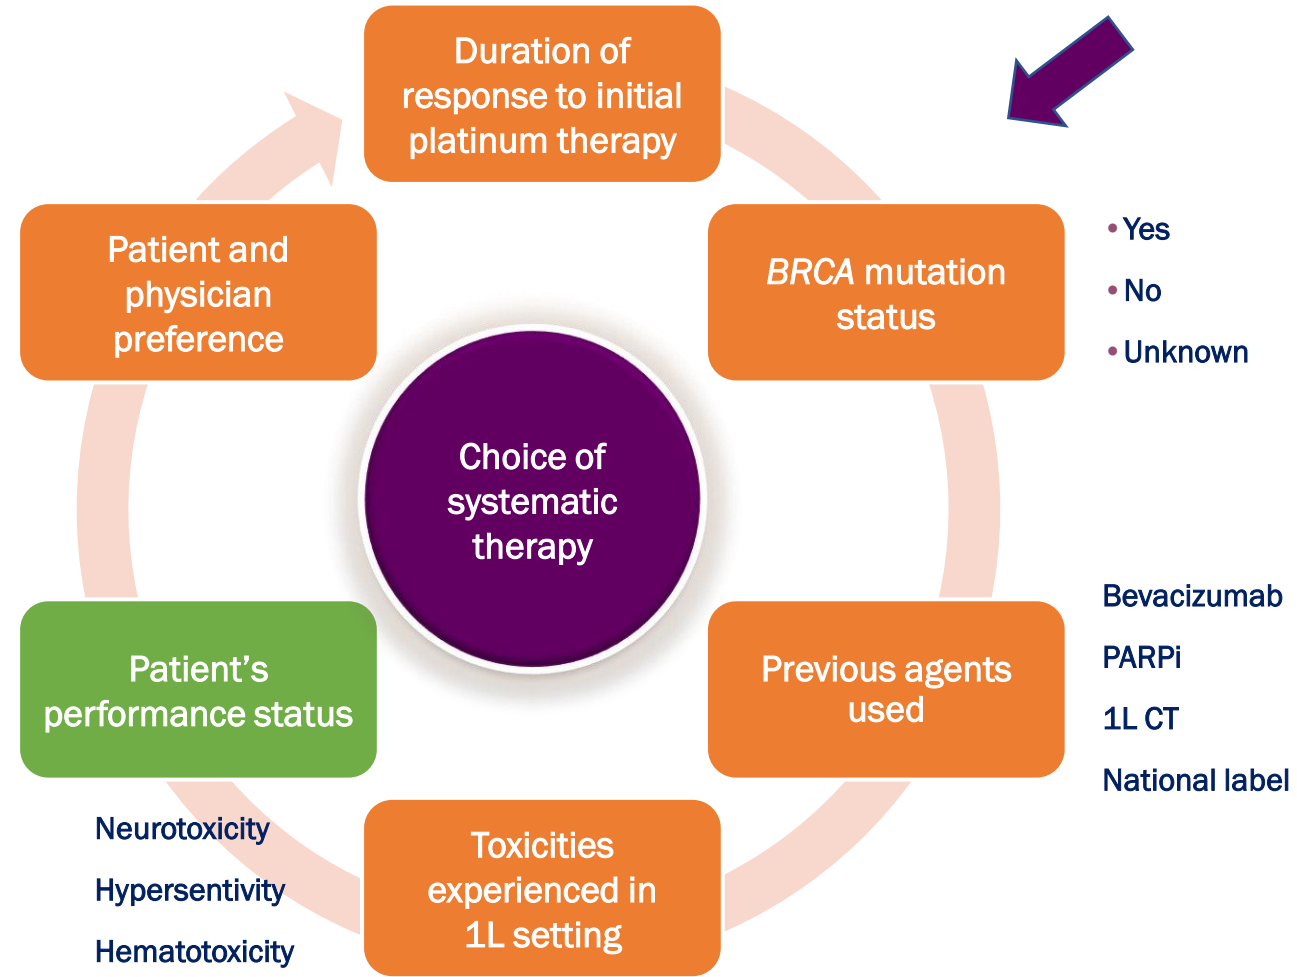 Duration of
response to initial
platinum therapy
BRCA mutation
status
• Yes
• No
• Unknown
Previous agents
used
Bevacizumab
PARPi
1L CT
National label
Toxicities
experienced in
1L setting
Neurotoxicity
Hypersentivity
Hematotoxicity
Patient's
performance status
Patient and
physician
preference
Choice of
systematic
therapy